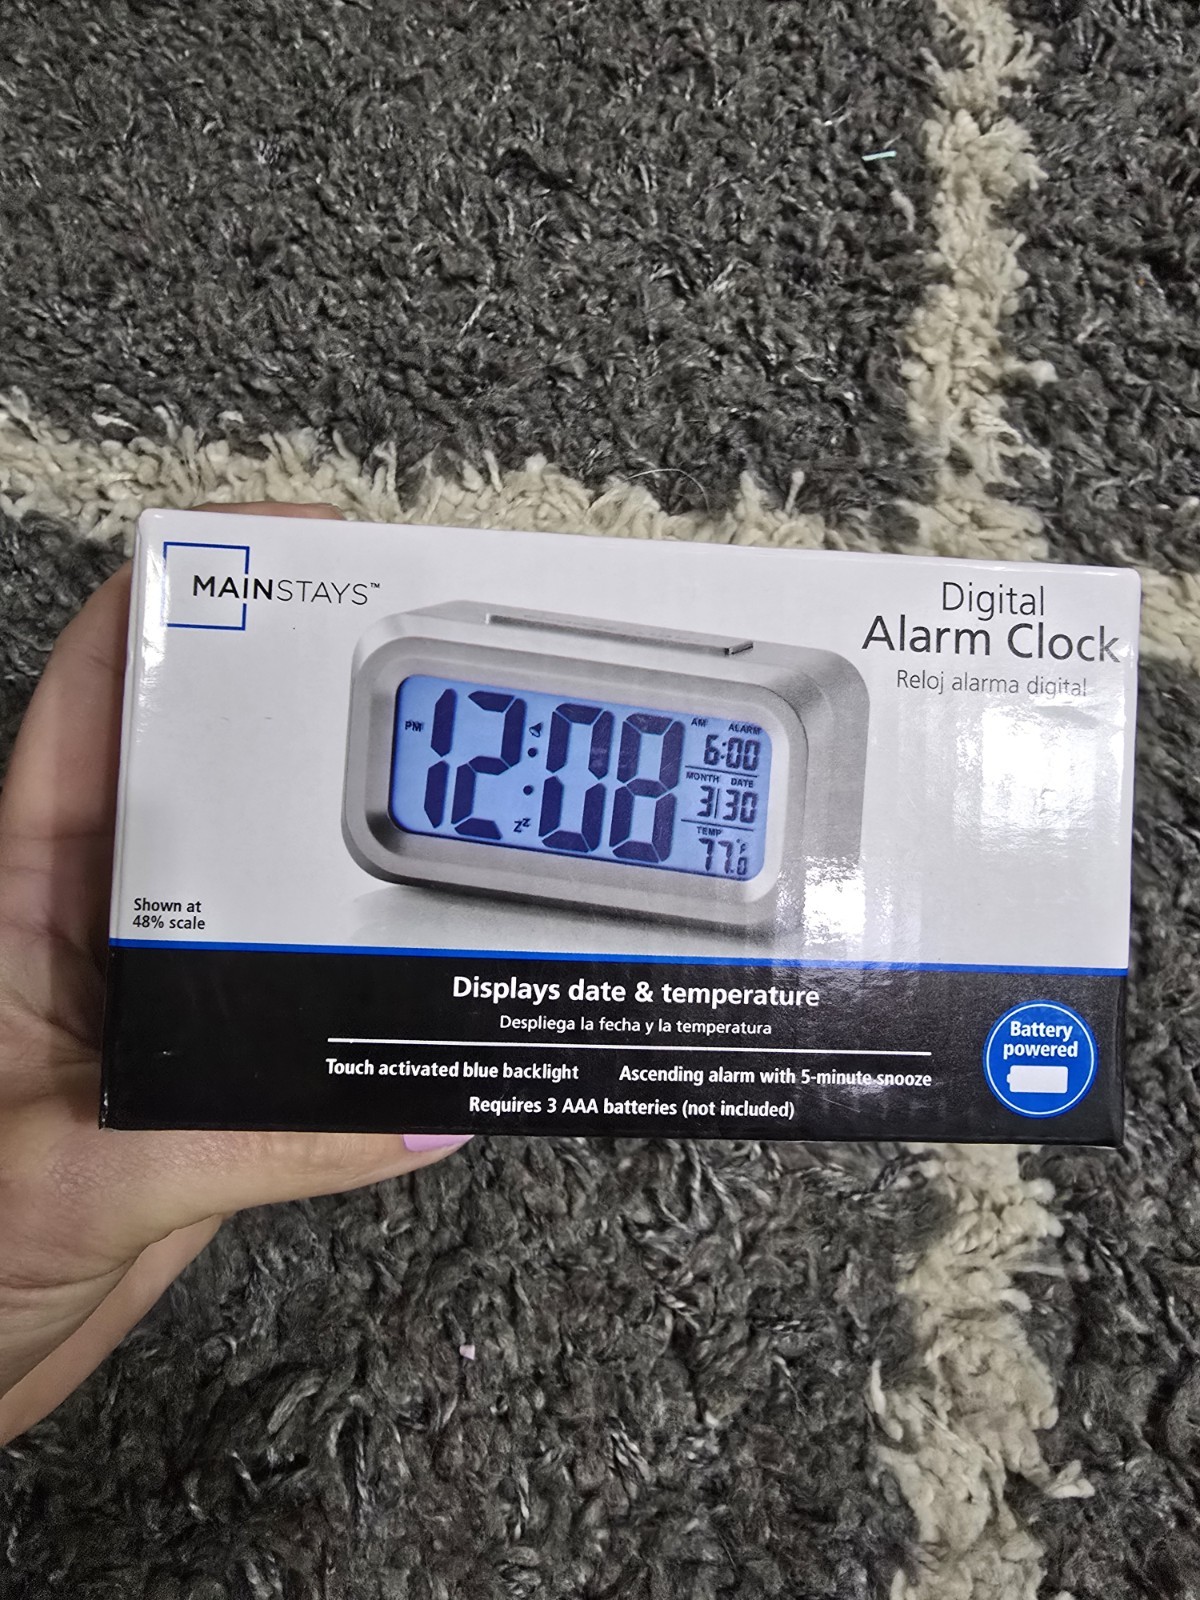 MAINSTAYS™
Digital
Alarm Clock
Reloj alarma digital
PM
12:08
zz
AM ALARM
6:00
MONTH DATE
3|30
TEMP
77.0°F
Shown at
48% scale
Displays date & temperature
Despliega la fecha y la temperatura
Touch activated blue backlight Ascending alarm with 5-minute snooze
Requires 3 AAA batteries (not included)
Battery
powered